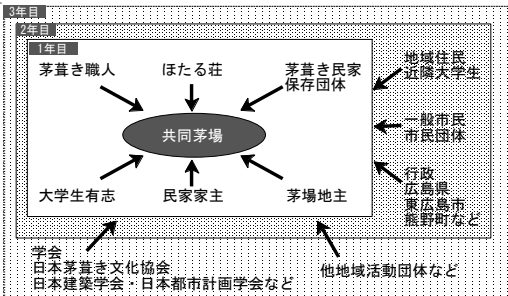 3年目
2年目
1年目
茅葺き職人
ほたる荘
茅葺き民家
保存団体
地域住民
近隣大学生
共同茅場
一般市民
市民団体
大学生有志
民家家主
茅場地主
行政
広島県
東広島市
熊野町など
学会
日本茅葺き文化協会
日本建築学会・日本都市計画学会など
他地域活動団体など